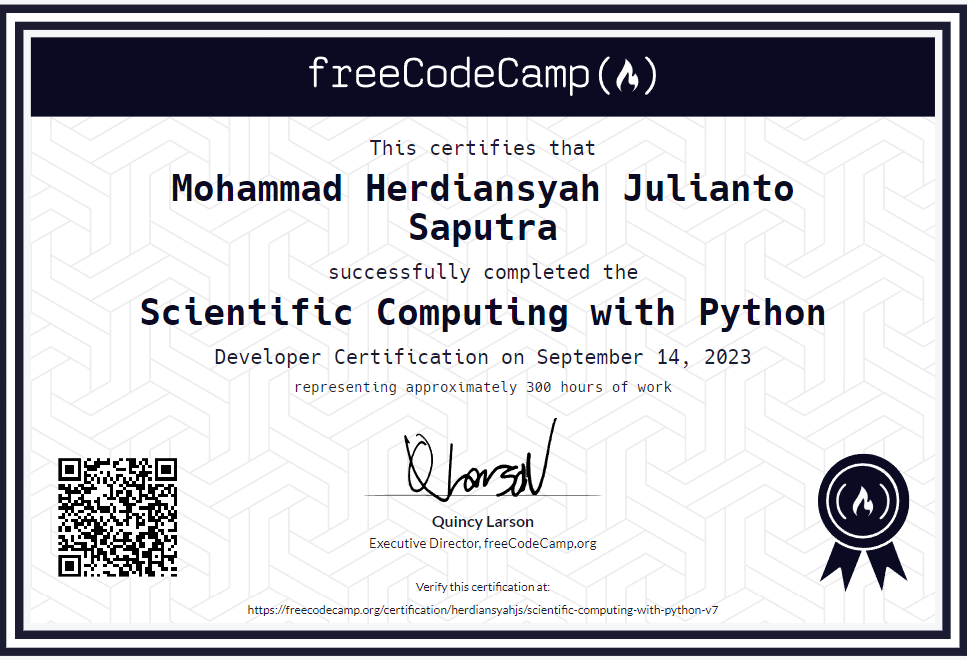 freeCodeCamp
This certifies that
Mohammad Herdiansyah Julianto
Saputra
successfully completed the
Scientific Computing with Python
Developer Certification on September 14, 2023
representing approximately 300 hours of work
Quincy Larson
Executive Director, freeCodeCamp.org
Verify this certification at:
https://freecodecamp.org/certification/herdiansyahjs/scientific-computing-with-python-v7